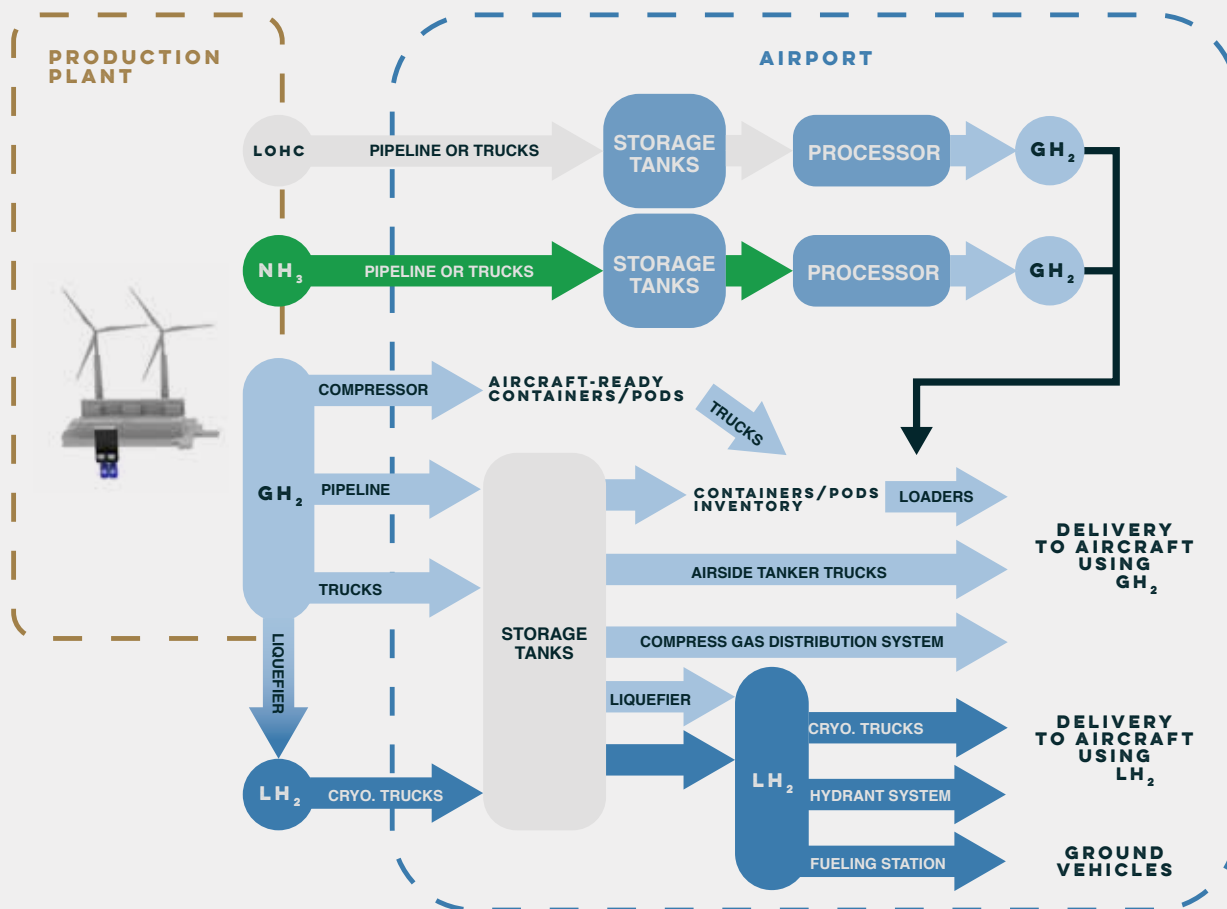 PRODUCTION
PLANT
AIRPORT
LOHC
PIPELINE OR TRUCKS
STORAGE
TANKS
PROCESSOR
GH₂
NH₃
PIPELINE OR TRUCKS
STORAGE
TANKS
PROCESSOR
GH₂
COMPRESSOR
AIRCRAFT-READY
CONTAINERS/PODS
TRUCKS
GH₂
PIPELINE
CONTAINERS/PODS
INVENTORY
LOADERS
TRUCKS
STORAGE
TANKS
AIRSIDE TANKER TRUCKS
COMPRESS GAS DISTRIBUTION SYSTEM
DELIVERY
TO AIRCRAFT
USING
GH₂
LIQUEFIER
LIQUEFIER
LH₂
CRYO. TRUCKS
LH₂
CRYO. TRUCKS
HYDRANT SYSTEM
FUELING STATION
DELIVERY
TO AIRCRAFT
USING
LH₂
GROUND
VEHICLES